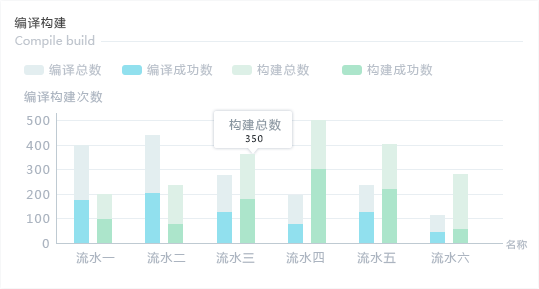 编译构建
Compile build
编译总数 编译成功数 构建总数 构建成功数
编译构建次数
500
400
300
200
100
0
构建总数
350
名称
流水一 流水二 流水三 流水四 流水五 流水六